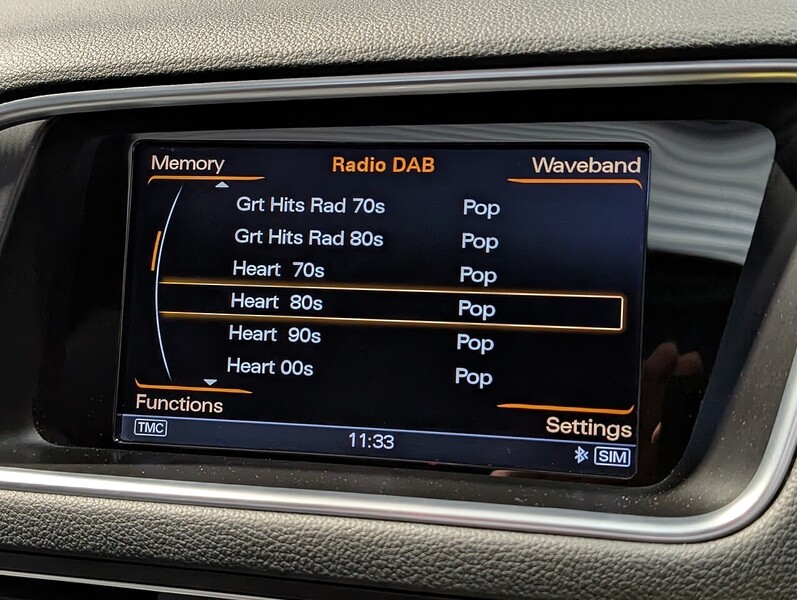 Memory Radio DAB Waveband
Grt Hits Rad 70s Pop
Grt Hits Rad 80s Pop
Heart 70s Pop
Heart 80s Pop
Heart 90s Pop
Heart 00s Pop
Functions Settings
TMC 11:33 SIM